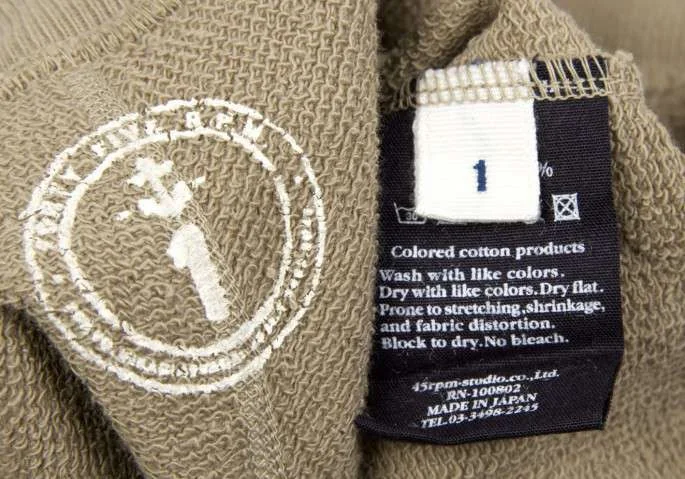 FIVE R.P.M
1
%
30
Colored cotton products
Wash with like colors.
Dry with like colors. Dry flat.
Prone to stretching, shrinkage,
and fabric distortion.
Block to dry. No bleach.
45rpm-studio.co.,Ltd.
RN-100802
MADE IN JAPAN
TEL.03-3498-2245